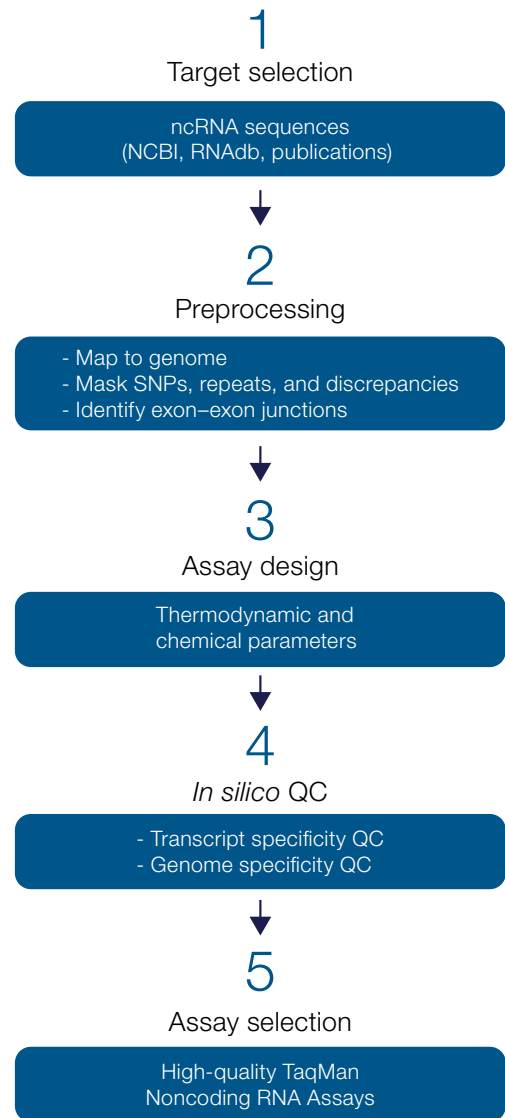 1
Target selection
ncRNA sequences
(NCBI, RNAdb, publications)
2
Preprocessing
- Map to genome
- Mask SNPs, repeats, and discrepancies
- Identify exon–exon junctions
3
Assay design
Thermodynamic and
chemical parameters
4
In silico QC
- Transcript specificity QC
- Genome specificity QC
5
Assay selection
High-quality TaqMan
Noncoding RNA Assays